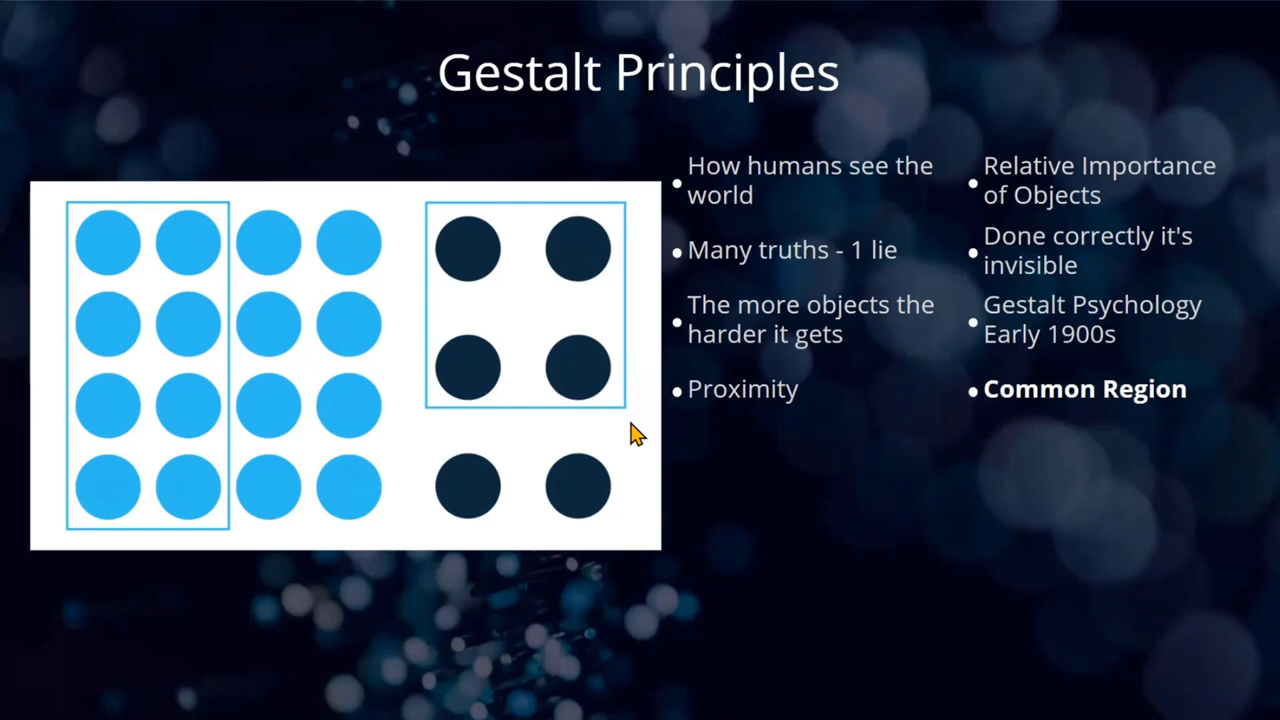 Gestalt Principles
How humans see the
world
Many truths - 1 lie
The more objects the
harder it gets
Proximity
Relative Importance
of Objects
Done correctly it's
invisible
Gestalt Psychology
Early 1900s
Common Region